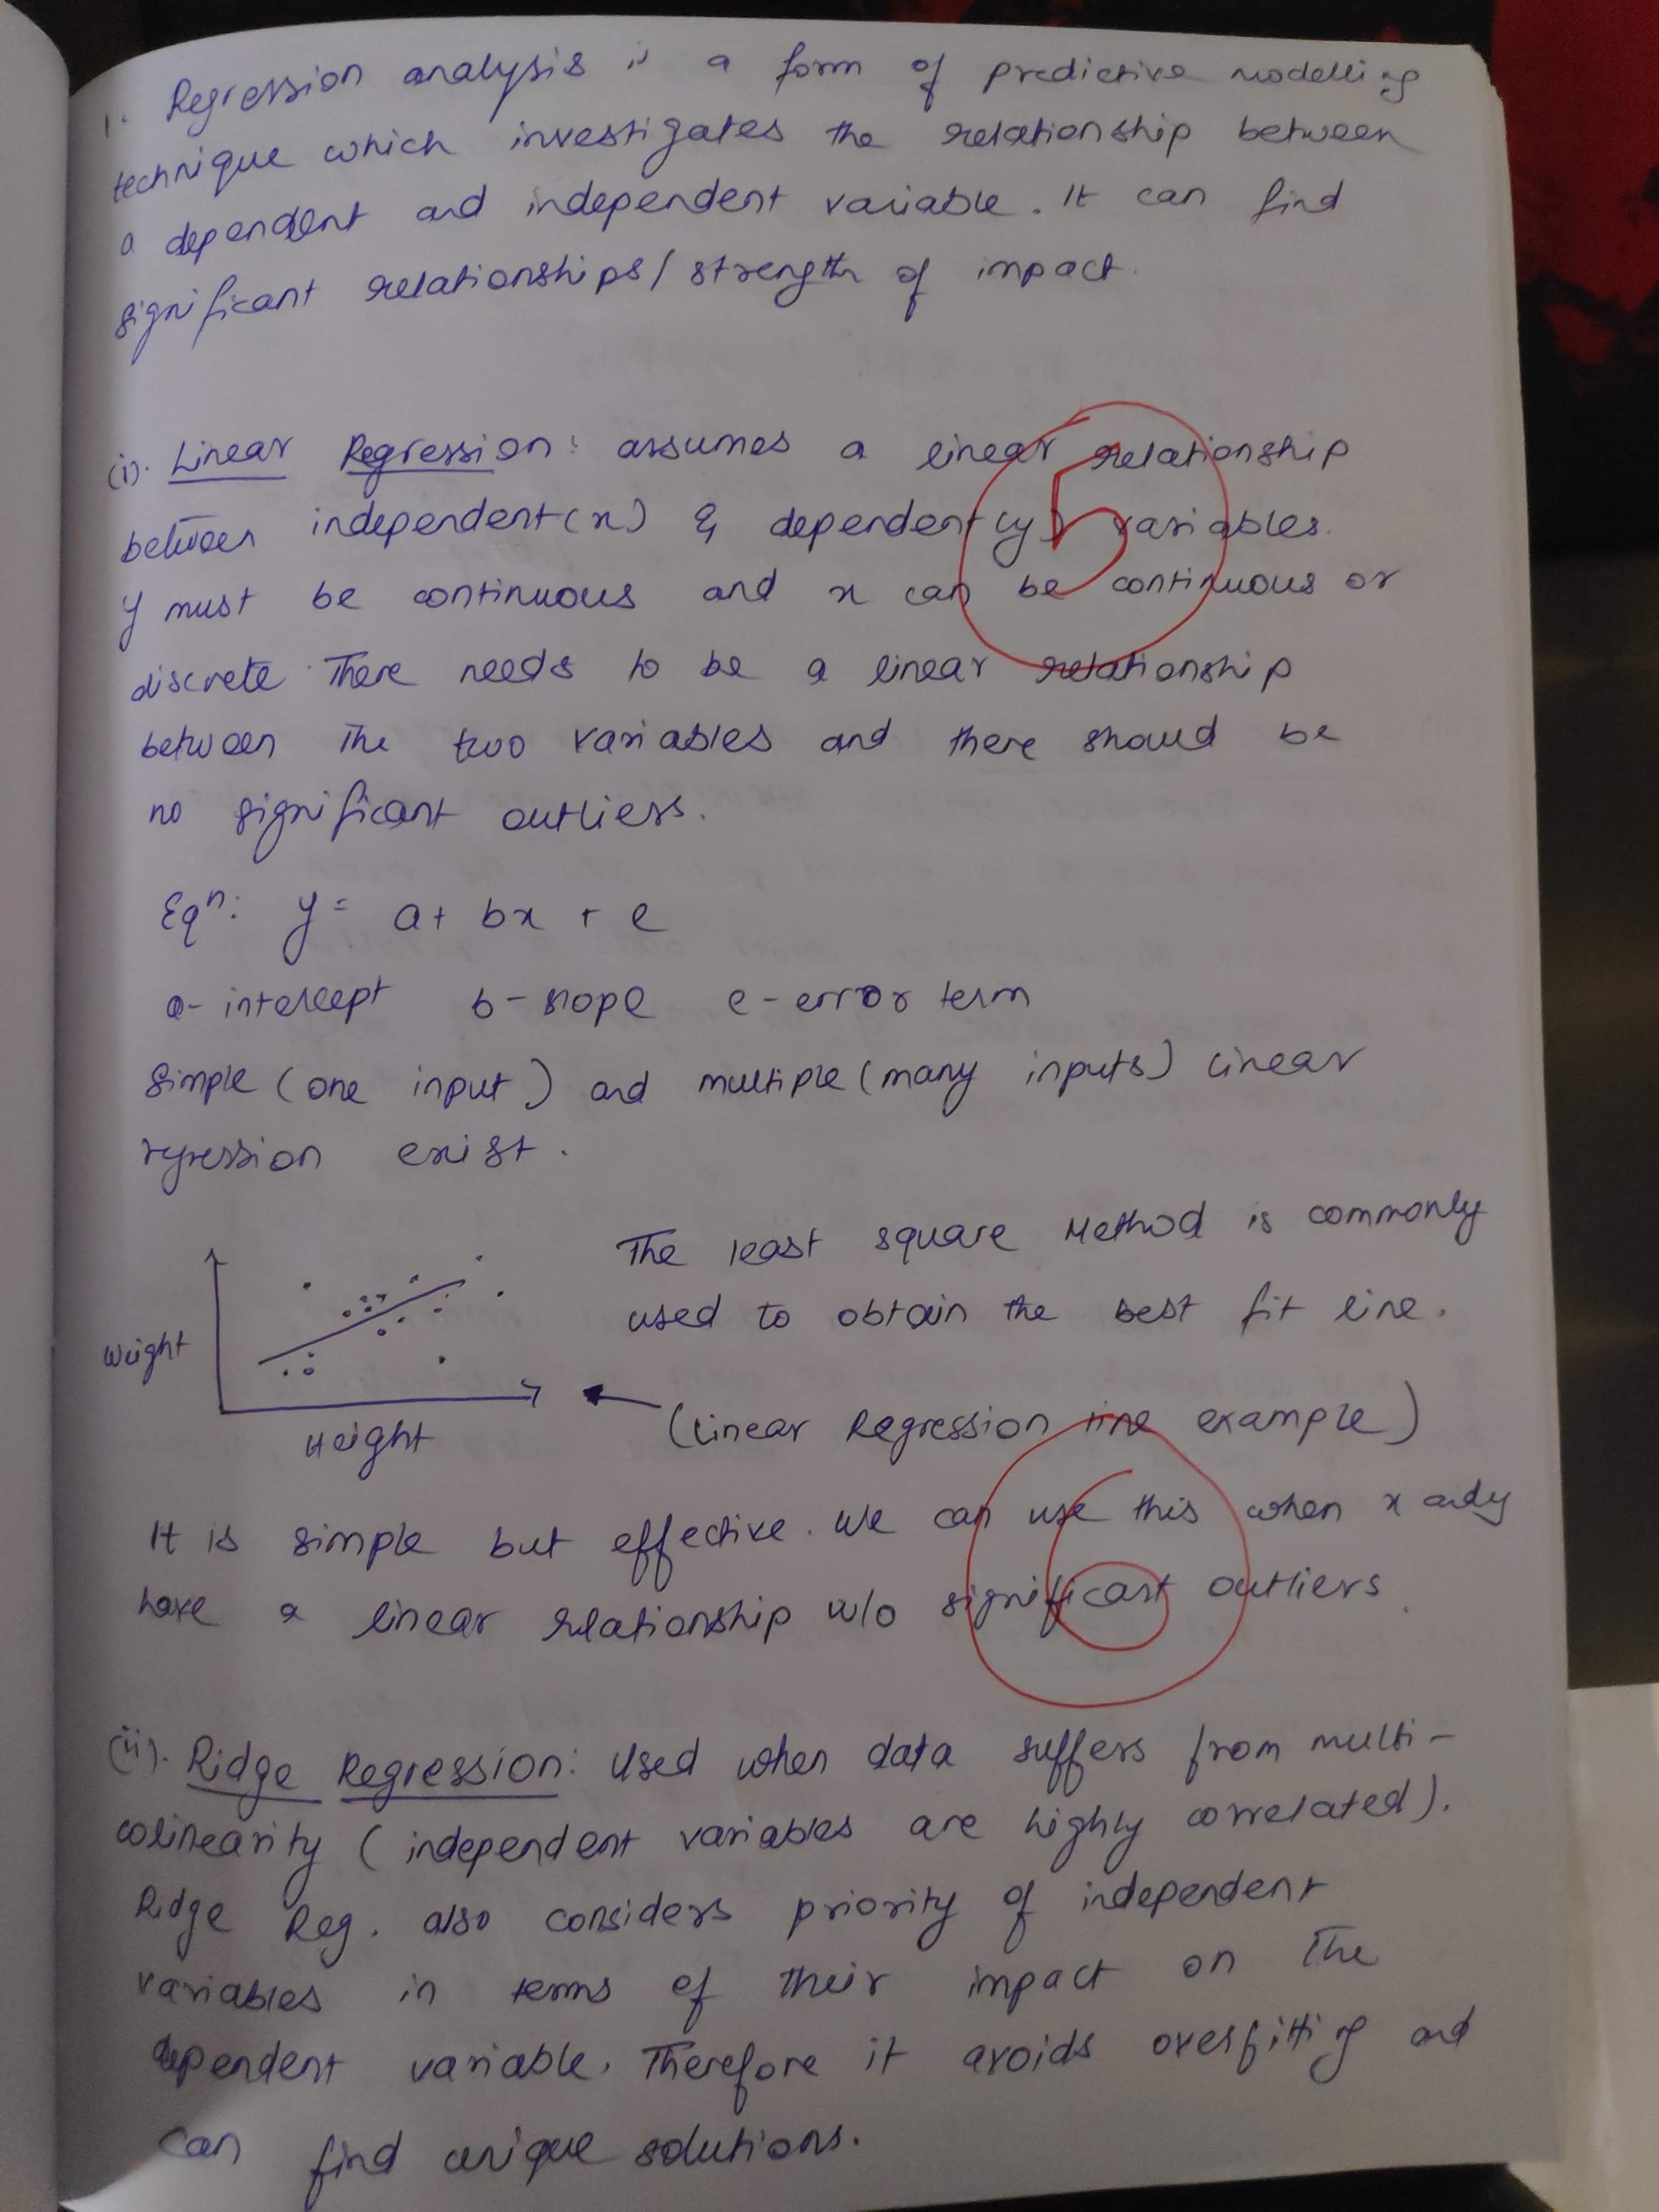 1. Regression analysis is a form of predictive modelling
technique which investigates the relationship between
a dependent and independent variable. It can find
significant relationships/strength of impact.
(i). Linear Regression: assumes a linear relationship
between independent(x) & dependent(y) variables.
5
y must be continuous and x can be continuous or
discrete. There needs to be a linear relationship
between the two variables and there should be
no significant outliers.
Eqⁿ: y = a + bx + e
a- intercept b- slope e- error term
Simple (one input) and multiple (many inputs) linear
regression exist.
The least square Method is commonly
used to obtain the best fit line.
Weight
Height
(Linear Regression line example)
It is simple but effective. We can use this when x and y
6
have a linear relationship w/o significant outliers.
(ii). Ridge Regression: Used when data suffers from multi-
colinearity (independent variables are highly correlated).
Ridge Reg. also considers priority of independent
variables in terms of their impact on the
dependent variable. Therefore it avoids overfitting and
can find unique solutions.